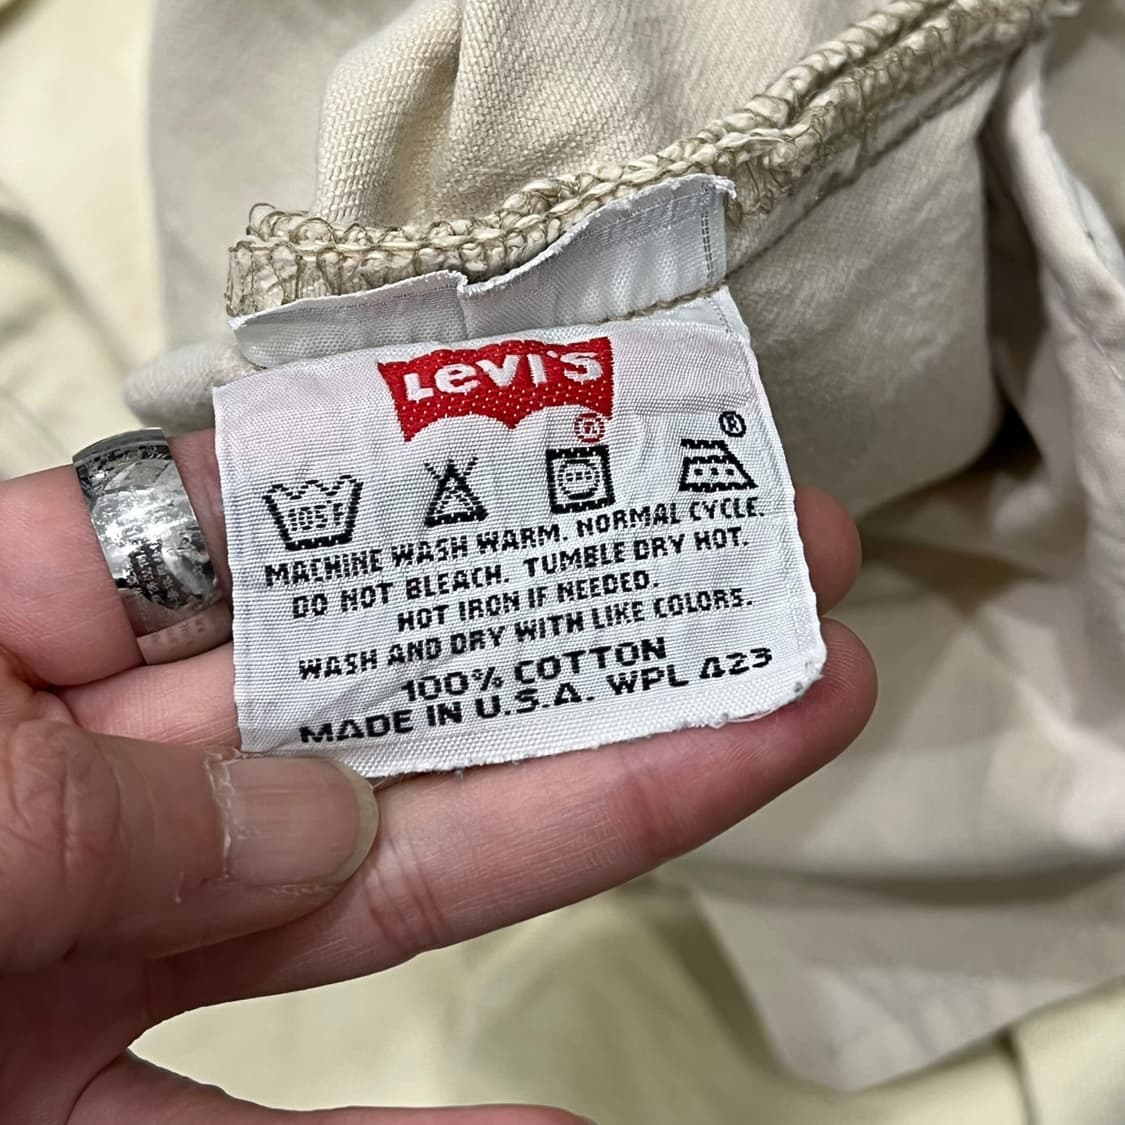 Levi's
®
®
105F
MACHINE WASH WARM. NORMAL CYCLE.
DO NOT BLEACH. TUMBLE DRY HOT.
HOT IRON IF NEEDED.
WASH AND DRY WITH LIKE COLORS.
100% COTTON
MADE IN U.S.A. WPL 423